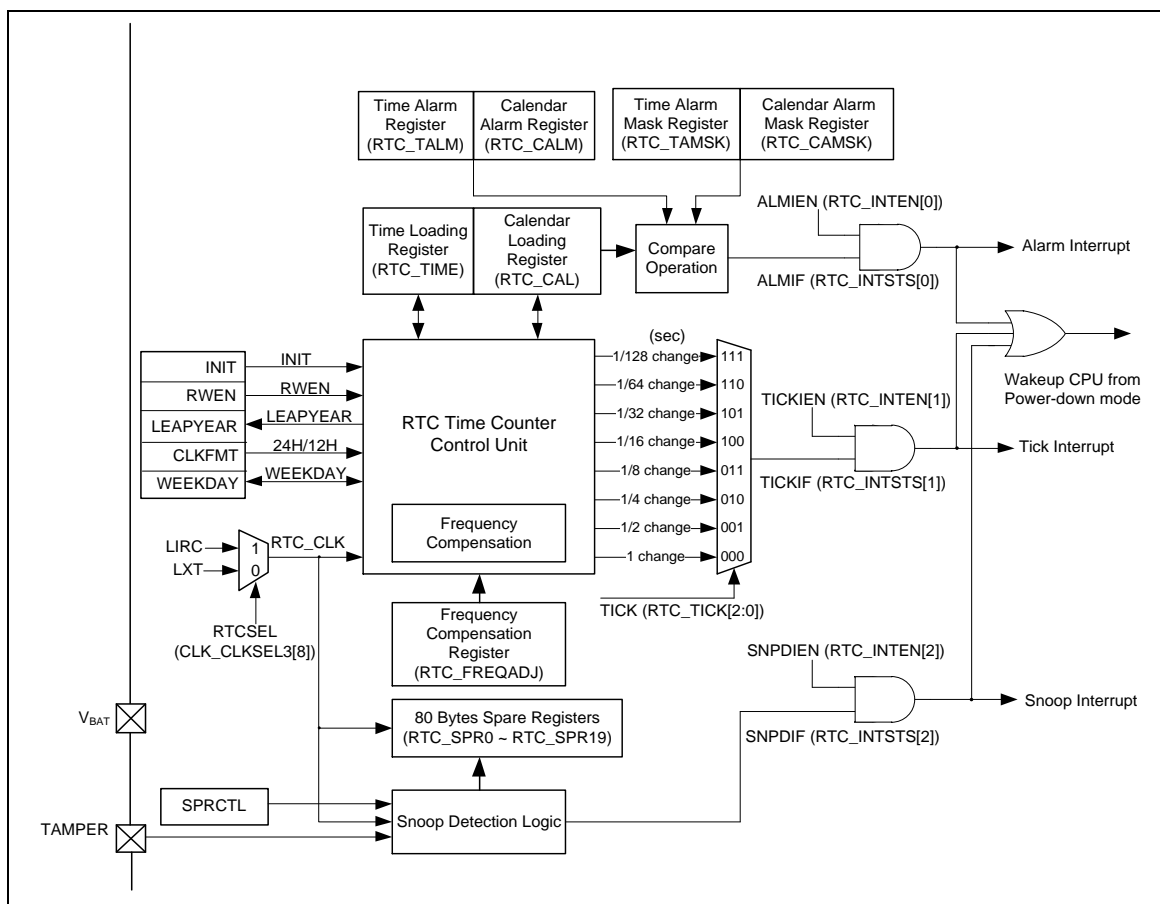 Time Alarm
Register
(RTC_TALM)
Calendar
Alarm Register
(RTC_CALM)
Time Alarm
Mask Register
(RTC_TAMSK)
Calendar Alarm
Mask Register
(RTC_CAMSK)
Time Loading
Register
(RTC_TIME)
Calendar
Loading
Register
(RTC_CAL)
Compare
Operation
ALMIEN (RTC_INTEN[0])
ALMIF (RTC_INTSTS[0])
Alarm Interrupt
Wakeup CPU from
Power-down mode
INIT
RWEN
LEAPYEAR
CLKFMT
WEEKDAY
INIT
RWEN
LEAPYEAR
24H/12H
WEEKDAY
RTC Time Counter
Control Unit
Frequency
Compensation
(sec)
1/128 change
111
1/64 change
110
1/32 change
101
1/16 change
100
1/8 change
011
1/4 change
010
1/2 change
001
1 change
000
TICK (RTC_TICK[2:0])
TICKIEN (RTC_INTEN[1])
TICKIF (RTC_INTSTS[1])
Tick Interrupt
LIRC
LXT
1
0
RTC_CLK
RTCSEL
(CLK_CLKSEL3[8])
Frequency
Compensation
Register
(RTC_FREQADJ)
SNPDIEN (RTC_INTEN[2])
SNPDIF (RTC_INTSTS[2])
Snoop Interrupt
VBAT
80 Bytes Spare Registers
(RTC_SPR0 ~ RTC_SPR19)
SPRCTL
TAMPER
Snoop Detection Logic